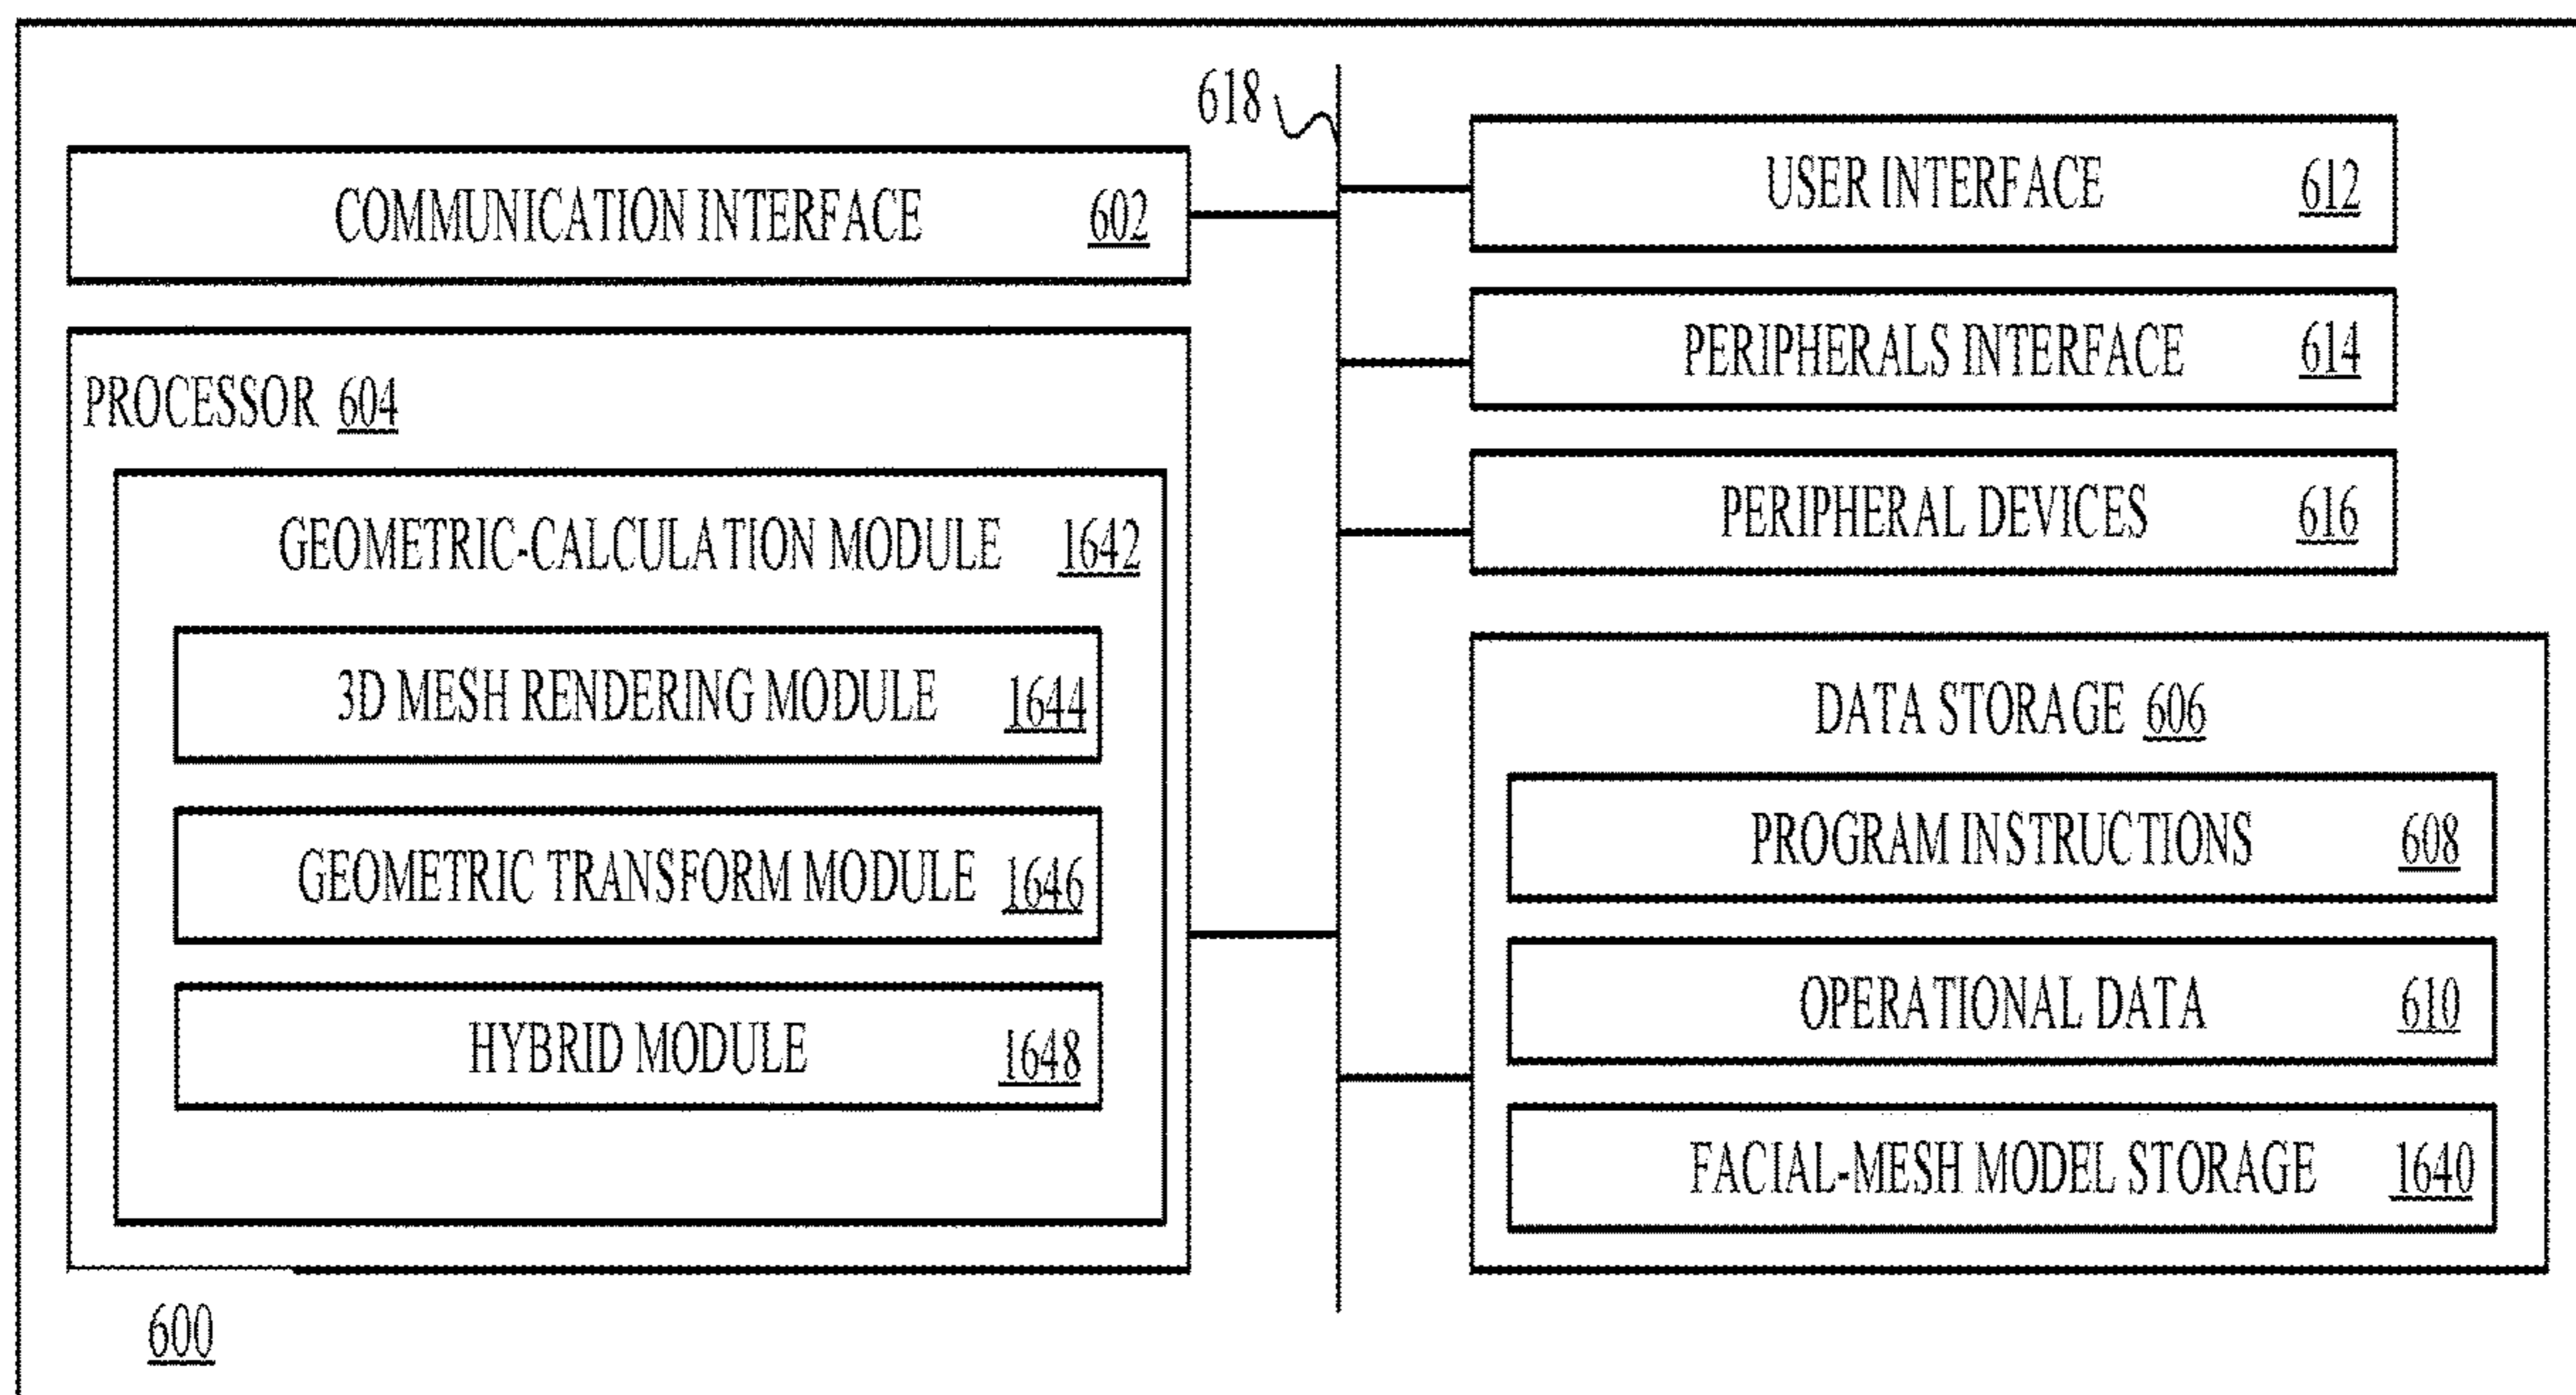 618
COMMUNICATION INTERFACE 602
PROCESSOR 604
GEOMETRIC-CALCULATION MODULE 1642
3D MESH RENDERING MODULE 1644
GEOMETRIC TRANSFORM MODULE 1646
HYBRID MODULE 1648
600
USER INTERFACE 612
PERIPHERALS INTERFACE 614
PERIPHERAL DEVICES 616
DATA STORAGE 606
PROGRAM INSTRUCTIONS 608
OPERATIONAL DATA 610
FACIAL-MESH MODEL STORAGE 1640